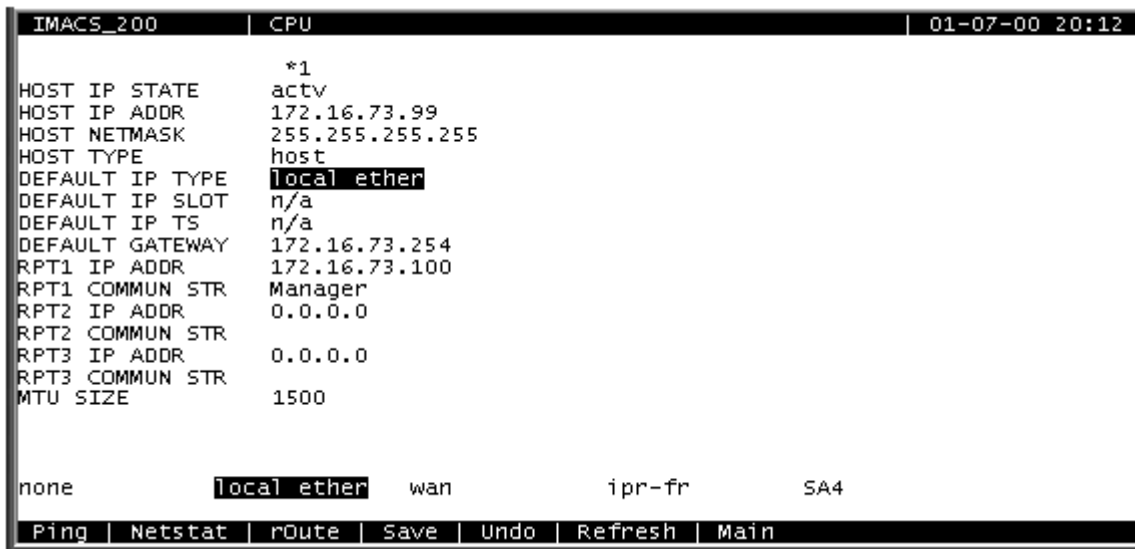 IMACS_200 | CPU | 01-07-00 20:12
*1
HOST IP STATE actv
HOST IP ADDR 172.16.73.99
HOST NETMASK 255.255.255.255
HOST TYPE host
DEFAULT IP TYPE local ether
DEFAULT IP SLOT n/a
DEFAULT IP TS n/a
DEFAULT GATEWAY 172.16.73.254
RPT1 IP ADDR 172.16.73.100
RPT1 COMMUN STR Manager
RPT2 IP ADDR 0.0.0.0
RPT2 COMMUN STR
RPT3 IP ADDR 0.0.0.0
RPT3 COMMUN STR
MTU SIZE 1500
none local ether wan ipr-fr SA4
Ping | Netstat | rOute | Save | Undo | Refresh | Main